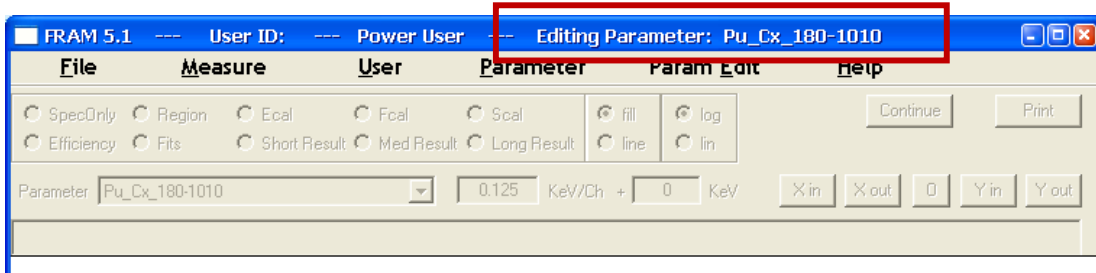 FRAM 5.1 --- User ID: --- Power User --- Editing Parameter: Pu_Cx_180-1010
File Measure User Parameter Param Edit Help
SpecOnly Region Ecal Fcal Scal fill log Continue Print
Efficiency Fits Short Result Med Result Long Result line lin
Parameter Pu_Cx_180-1010 0.125 KeV/Ch + 0 KeV X in X out 0 Y in Y out